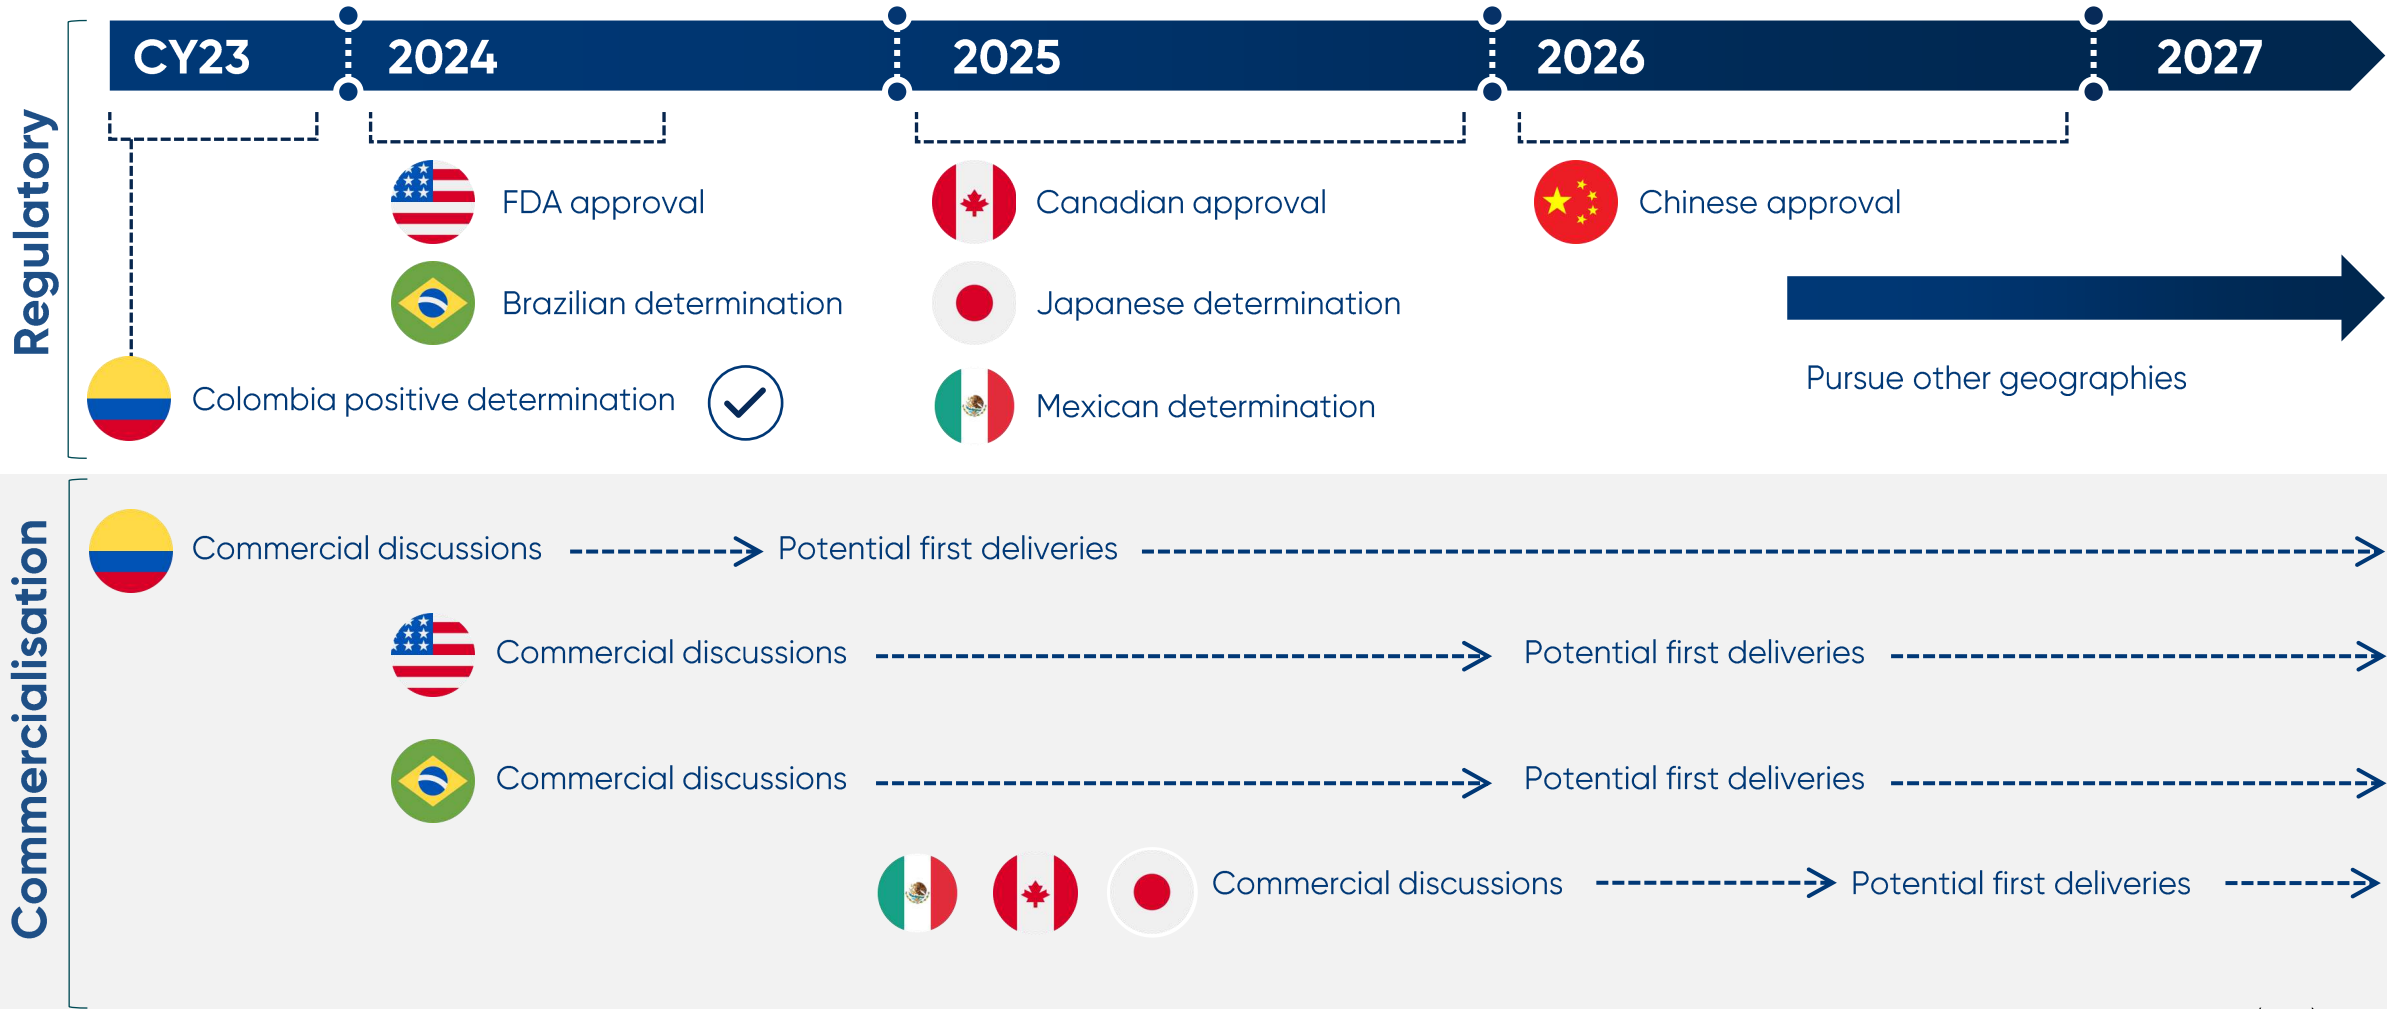 CY23
2024
2025
2026
2027
Regulatory
FDA approval
Canadian approval
Chinese approval
Brazilian determination
Japanese determination
Colombia positive determination
Mexican determination
Pursue other geographies
Commercialisation
Commercial discussions
Potential first deliveries
Commercial discussions
Potential first deliveries
Commercial discussions
Potential first deliveries
Commercial discussions
Potential first deliveries